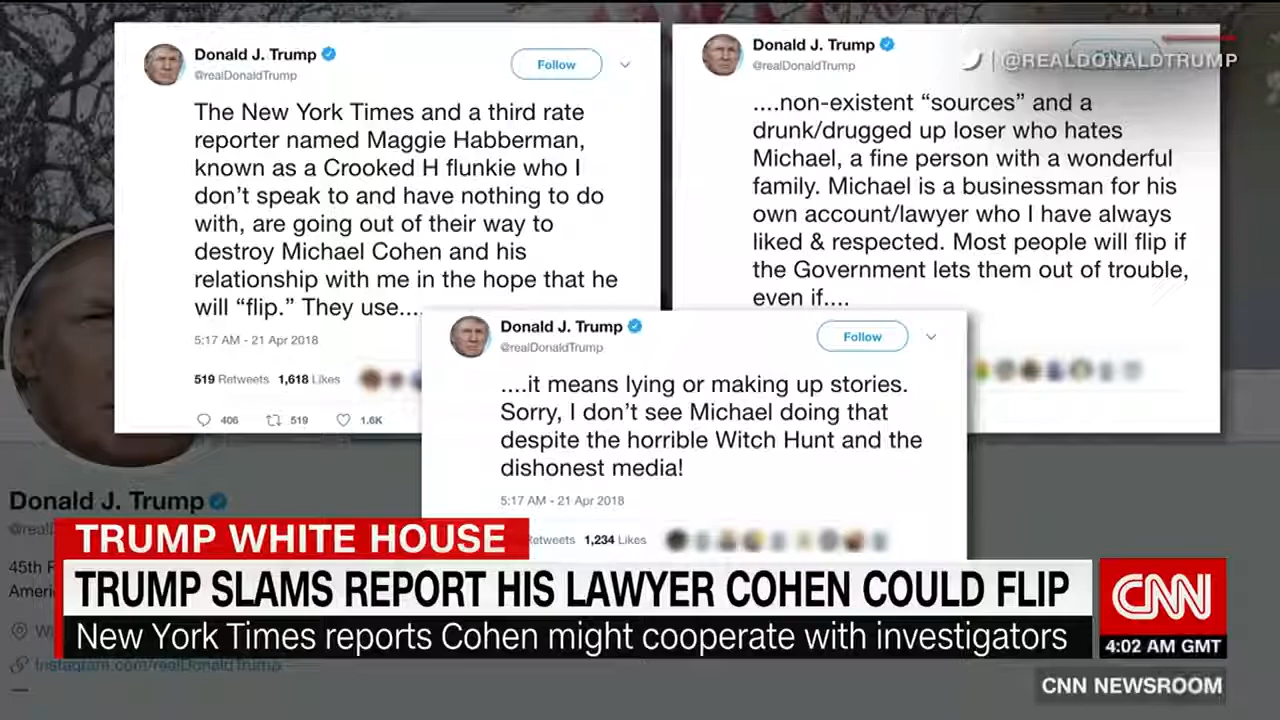 Donald J. Trump
@realDonaldTrump
Follow
The New York Times and a third rate
reporter named Maggie Habberman,
known as a Crooked H flunkie who I
don't speak to and have nothing to do
with, are going out of their way to
destroy Michael Cohen and his
relationship with me in the hope that he
will “flip.” They use....
5:17 AM - 21 Apr 2018
519 Retweets 1,618 Likes
406 519 1.6K
Donald J. Trump
@realDonaldTrump
@REALDONALDTRUMP
....non-existent “sources” and a
drunk/drugged up loser who hates
Michael, a fine person with a wonderful
family. Michael is a businessman for his
own account/lawyer who I have always
liked & respected. Most people will flip if
the Government lets them out of trouble,
even if....
Donald J. Trump
@realDonaldTrump
Follow
....it means lying or making up stories.
Sorry, I don't see Michael doing that
despite the horrible Witch Hunt and the
dishonest media!
5:17 AM - 21 Apr 2018
Retweets 1,234 Likes
Donald J. Trump
45th
Instagram.com/realDonaldTrump
TRUMP WHITE HOUSE
TRUMP SLAMS REPORT HIS LAWYER COHEN COULD FLIP
New York Times reports Cohen might cooperate with investigators
CNN
4:02 AM GMT
CNN NEWSROOM